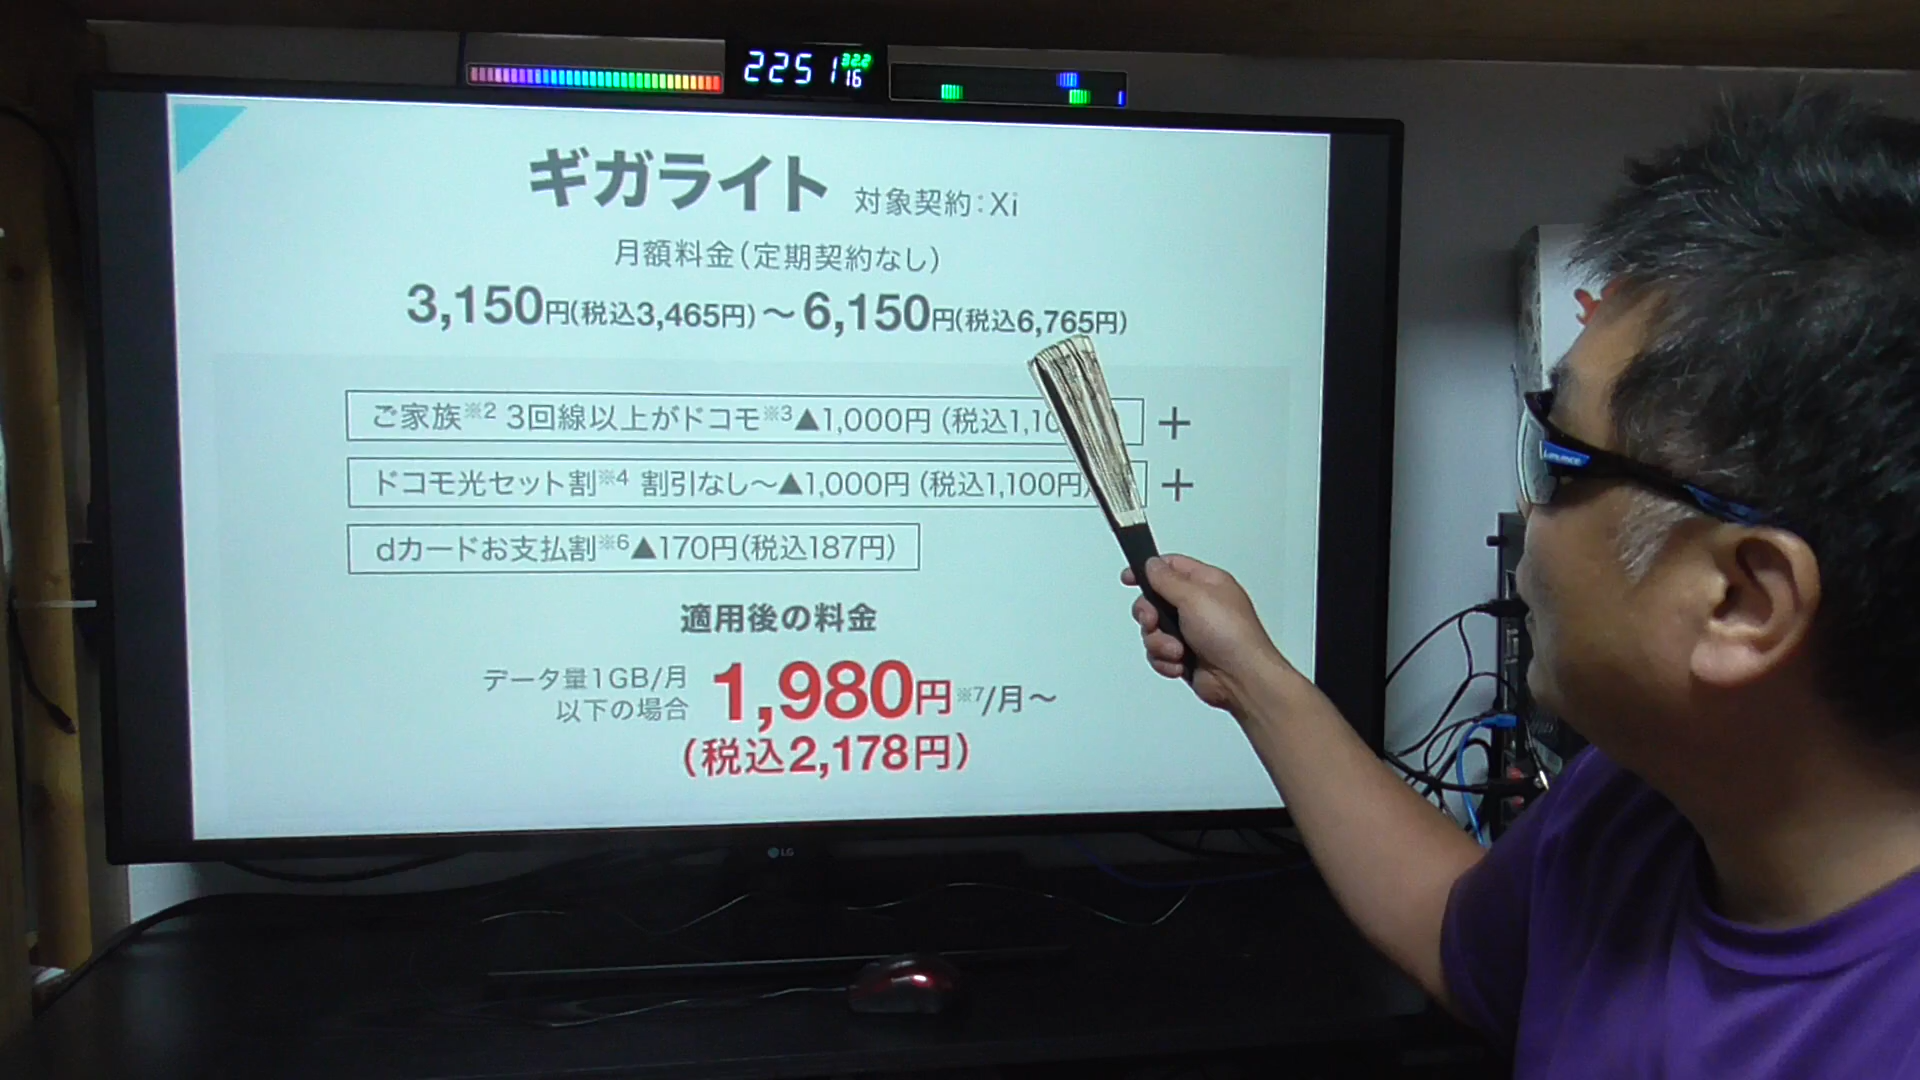 22 51 16
32.2
ギガライト 対象契約:Xi
月額料金(定期契約なし)
3,150円(税込3,465円)~6,150円(税込6,765円)
ご家族※2 3回線以上がドコモ※3▲1,000円(税込1,10
+
ドコモ光セット割※4 割引なし~▲1,000円(税込1,100円)
+
dカードお支払割※6▲170円(税込187円)
適用後の料金
データ量1GB/月
以下の場合
1,980円※7/月~
(税込2,178円)
LG